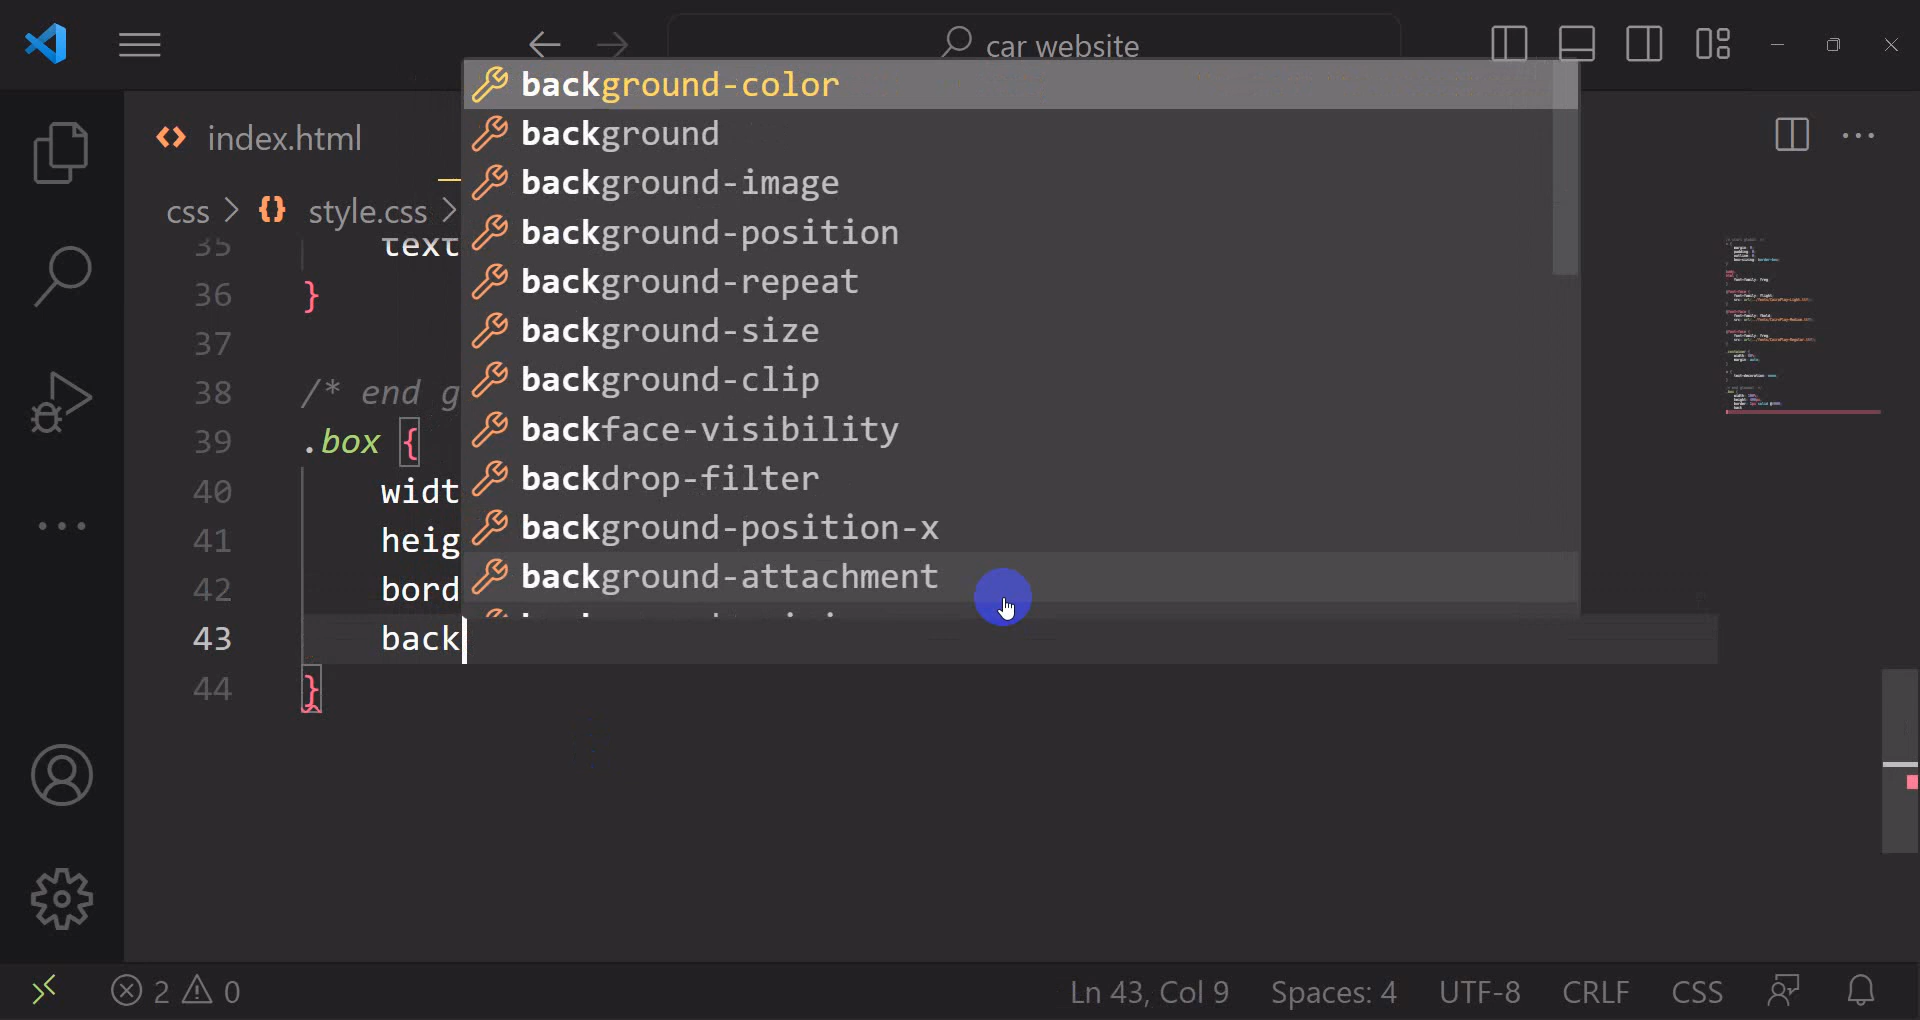 car website
index.html
css > {} style.css >
35 text
36 }
37
38 /* end g
39 .box {
40 widt
41 heig
42 bord
43 back
44 }
background-color
background
background-image
background-position
background-repeat
background-size
background-clip
backface-visibility
backdrop-filter
background-position-x
background-attachment
2 0 Ln 43, Col 9 Spaces: 4 UTF-8 CRLF CSS